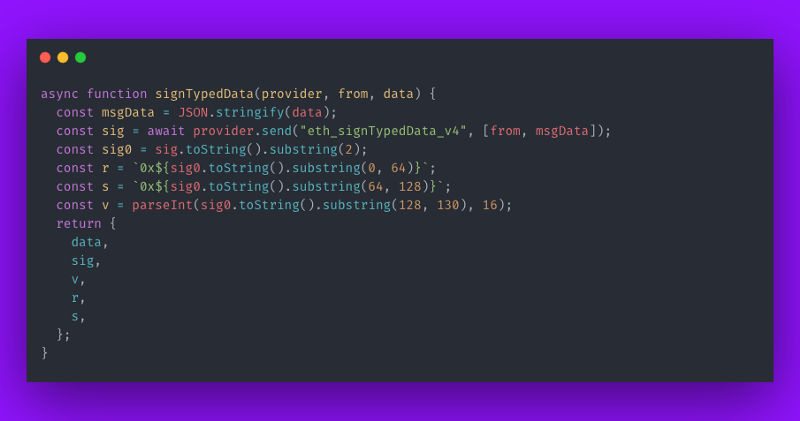 async function signTypedData(provider, from, data) {
  const msgData = JSON.stringify(data);
  const sig = await provider.send("eth_signTypedData_v4", [from, msgData]);
  const sig0 = sig.toString().substring(2);
  const r = `0x${sig0.toString().substring(0, 64)}`;
  const s = `0x${sig0.toString().substring(64, 128)}`;
  const v = parseInt(sig0.toString().substring(128, 130), 16);
  return {
    data,
    sig,
    v,
    r,
    s,
  };
}